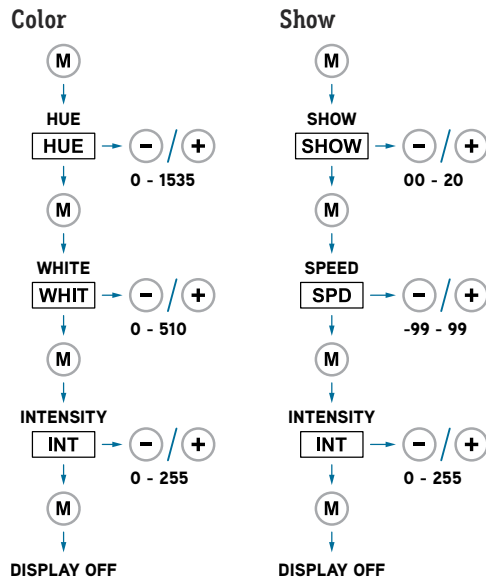 Color
M
HUE
HUE - / +
0 - 1535
M
WHITE
WHIT - / +
0 - 510
M
INTENSITY
INT - / +
0 - 255
M
DISPLAY OFF
Show
M
SHOW
SHOW - / +
00 - 20
M
SPEED
SPD - / +
-99 - 99
M
INTENSITY
INT - / +
0 - 255
M
DISPLAY OFF